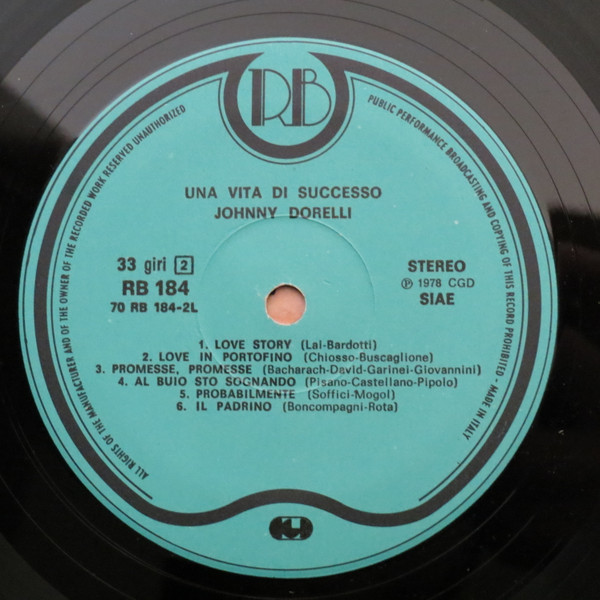 RB
ALL RIGHTS OF THE MANUFACTURER AND OF THE OWNER OF THE RECORDED WORK RESERVED UNAUTHORIZED
PUBLIC PERFORMANCE BROADCASTING AND COPYING OF THIS RECORD PROHIBITED - MADE IN ITALY
UNA VITA DI SUCCESSO
JOHNNY DORELLI
33 giri 2
RB 184
70 RB 184-2L
STEREO
℗ 1978 CGD
SIAE
1. LOVE STORY (Lai-Bardotti)
2. LOVE IN PORTOFINO (Chiosso-Buscaglione)
3. PROMESSE, PROMESSE (Bacharach-David-Garinei-Giovannini)
4. AL BUIO STO SOGNANDO (Pisano-Castellano-Pipolo)
5. PROBABILMENTE (Soffici-Mogol)
6. IL PADRINO (Boncompagni-Rota)